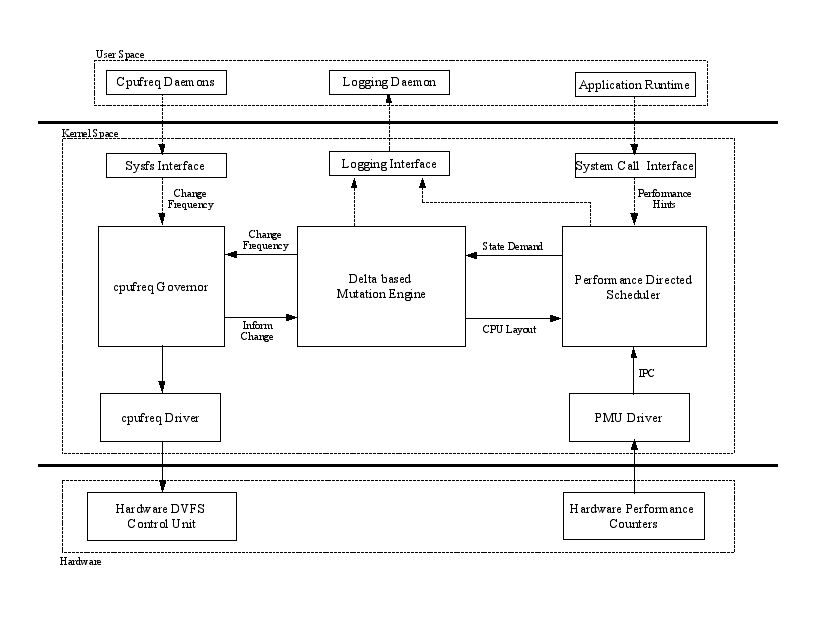 User Space
Cpufreq Daemons
Logging Daemon
Application Runtime
Kernel Space
Sysfs Interface
Logging Interface
System Call Interface
Change
Frequency
Performance
Hints
Change
Frequency
State Demand
cpufreq Governor
Delta based
Mutation Engine
Performance Directed
Scheduler
Inform
Change
CPU Layout
IPC
cpufreq Driver
PMU Driver
Hardware DVFS
Control Unit
Hardware Performance
Counters
Hardware